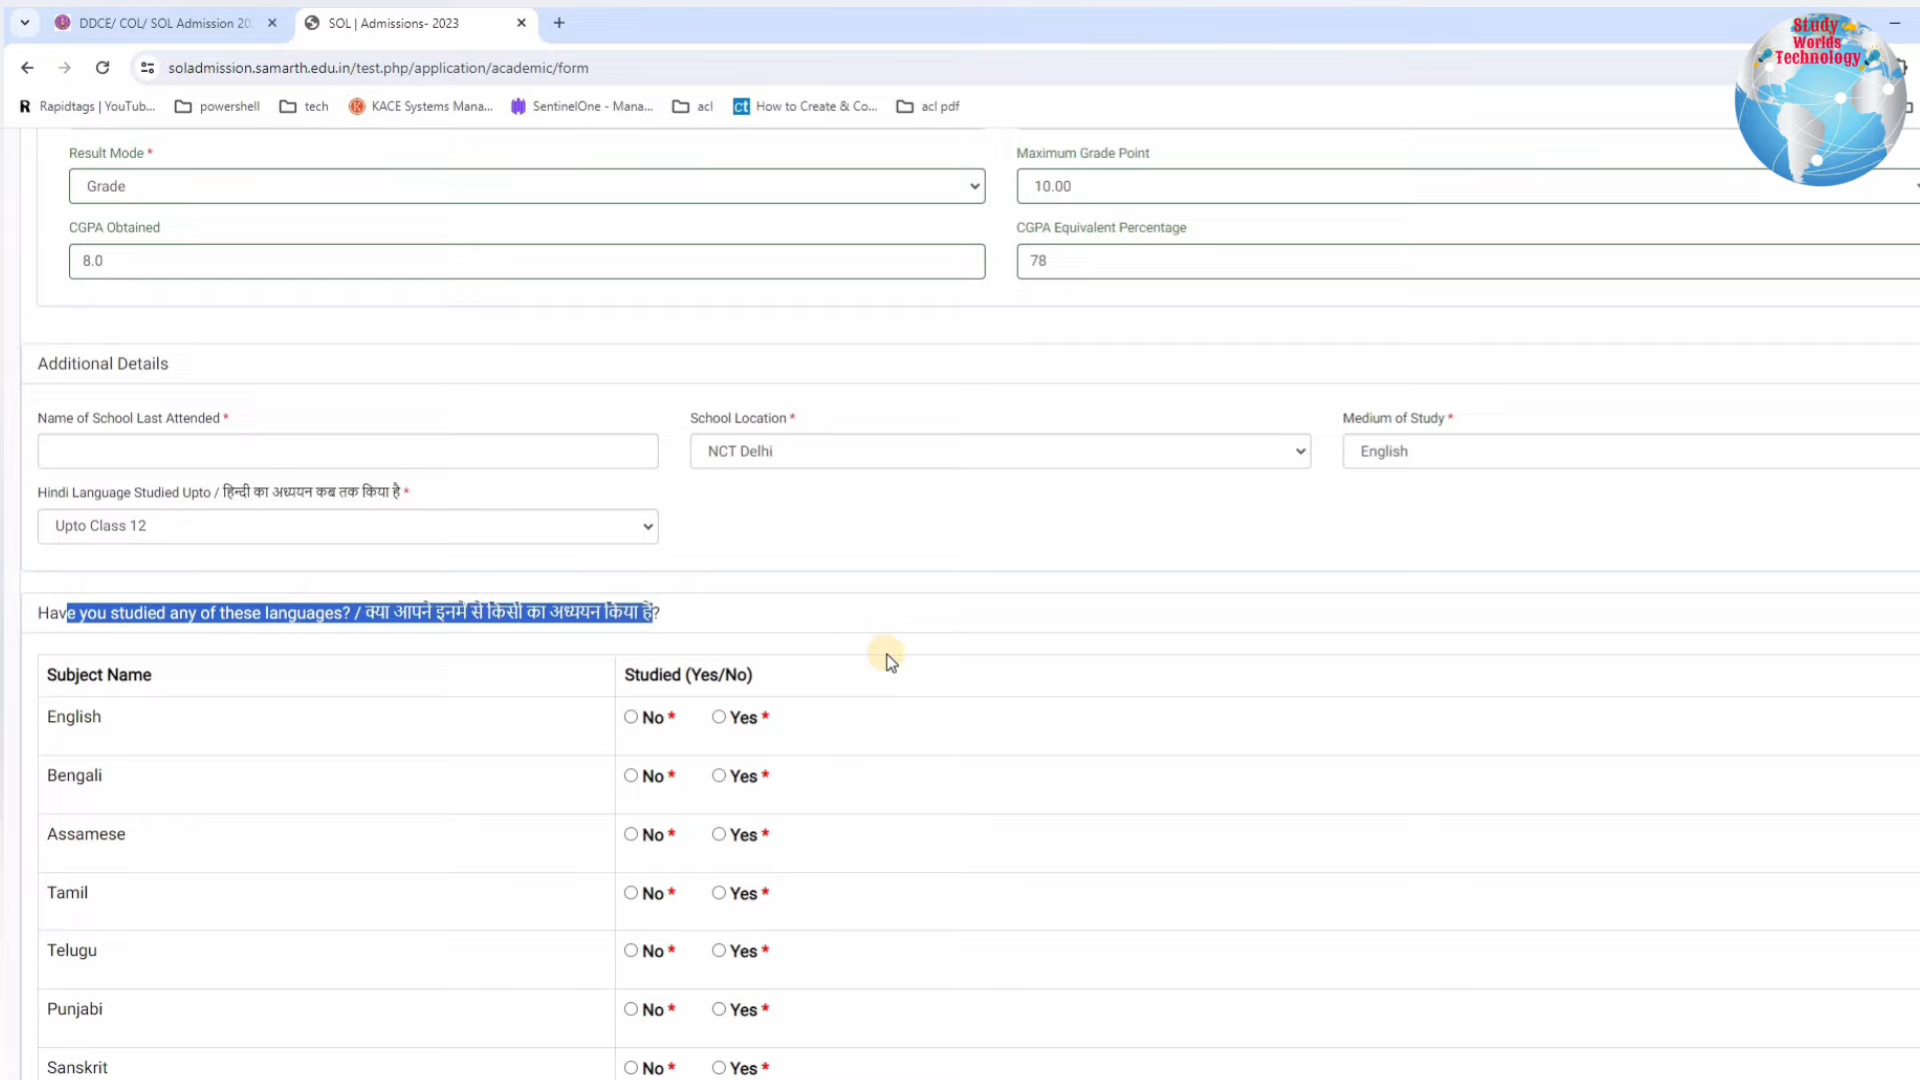 DDCE/ COL/ SOL Admission 20
SOL | Admissions- 2023
soladmission.samarth.edu.in/test.php/application/academic/form
Study
Worlds
Technology
Rapidtags | YouTub...
powershell
tech
KACE Systems Mana...
SentinelOne - Mana...
acl
ct
How to Create & Co...
acl pdf
Result Mode *
Maximum Grade Point
Grade
10.00
CGPA Obtained
CGPA Equivalent Percentage
8.0
78
Additional Details
Name of School Last Attended *
School Location *
Medium of Study *
NCT Delhi
English
Hindi Language Studied Upto / हिन्दी का अध्ययन कब तक किया है *
Upto Class 12
Have you studied any of these languages? / क्या आपने इनमें से किसी का अध्ययन किया है?
Subject Name
Studied (Yes/No)
English
No * Yes *
Bengali
No * Yes *
Assamese
No * Yes *
Tamil
No * Yes *
Telugu
No * Yes *
Punjabi
No * Yes *
Sanskrit
No * Yes *